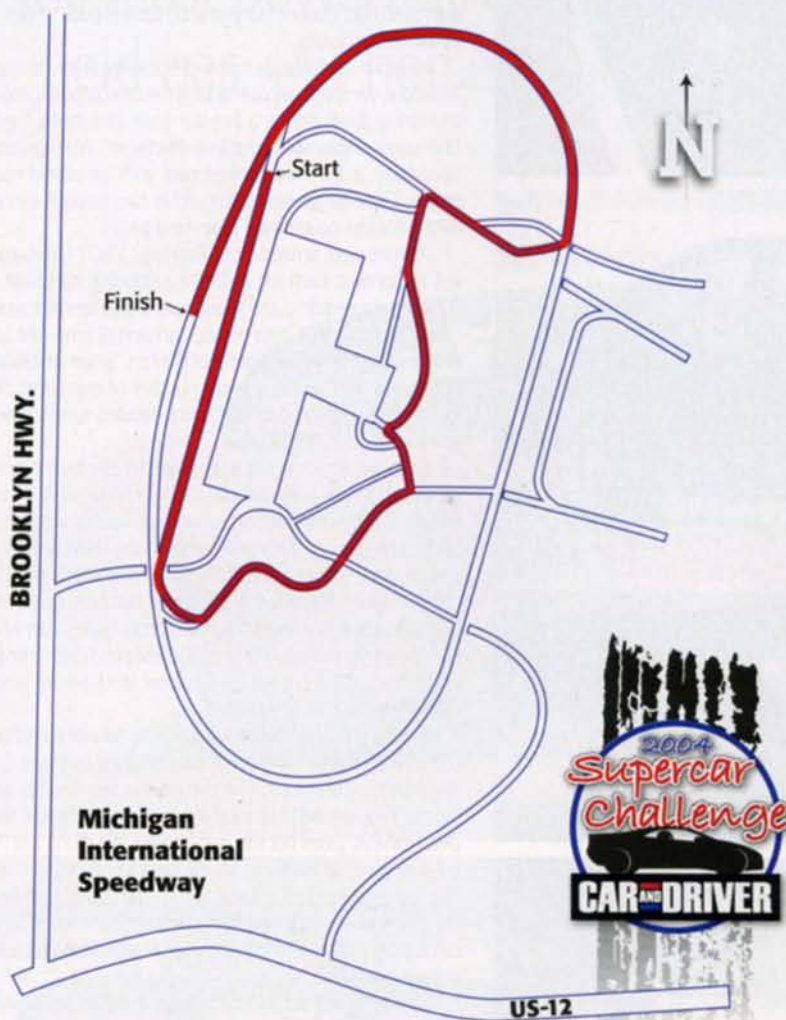 N
Start
Finish
BROOKLYN HWY.
Michigan
International
Speedway
2004
Supercar
Challenge
CAR AND DRIVER
US-12